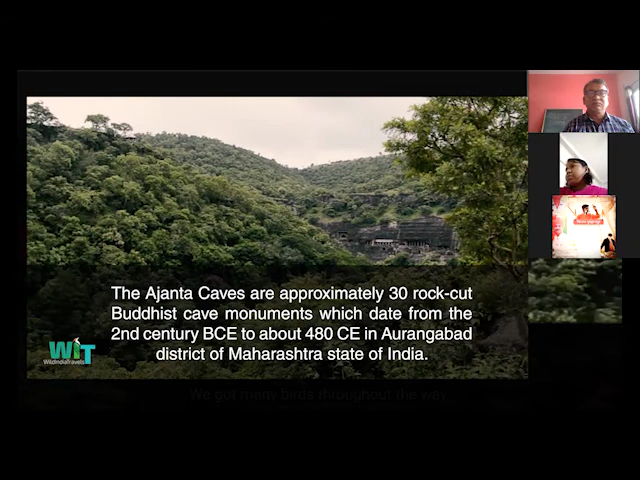 The Ajanta Caves are approximately 30 rock-cut
Buddhist cave monuments which date from the
2nd century BCE to about 480 CE in Aurangabad
district of Maharashtra state of India.
WiT
WildIndiaTravels
We got many birds throughout the way